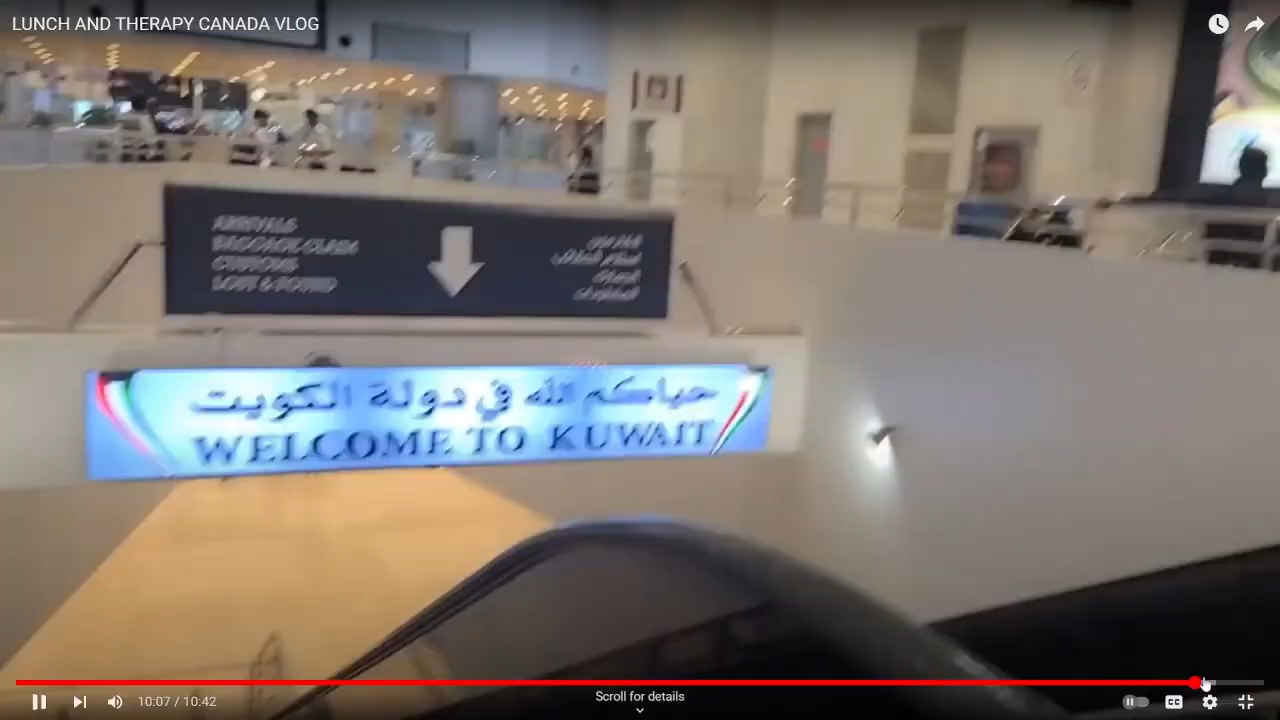 LUNCH AND THERAPY CANADA VLOG
ARRIVALS
BAGGAGE CLAIM
CUSTOMS
LOST & FOUND
حياكم الله في دولة الكويت
WELCOME TO KUWAIT
10:07 / 10:42
Scroll for details
CC